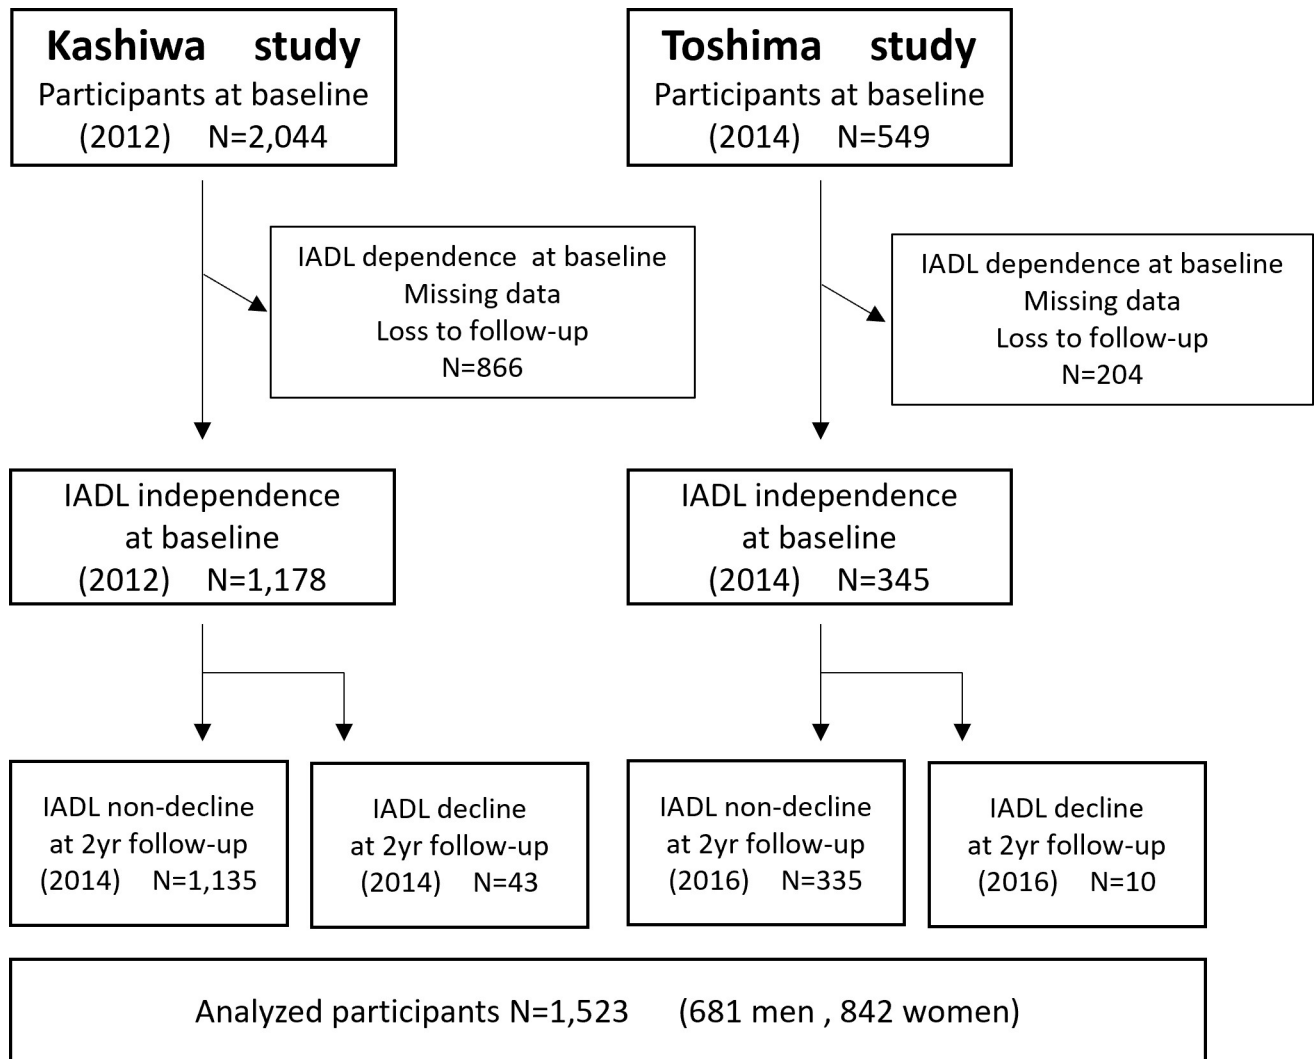 Kashiwa study
Participants at baseline
(2012) N=2,044
Toshima study
Participants at baseline
(2014) N=549
IADL dependence at baseline
Missing data
Loss to follow-up
N=866
IADL dependence at baseline
Missing data
Loss to follow-up
N=204
IADL independence
at baseline
(2012) N=1,178
IADL independence
at baseline
(2014) N=345
IADL non-decline
at 2yr follow-up
(2014) N=1,135
IADL decline
at 2yr follow-up
(2014) N=43
IADL non-decline
at 2yr follow-up
(2016) N=335
IADL decline
at 2yr follow-up
(2016) N=10
Analyzed participants N=1,523 (681 men , 842 women)